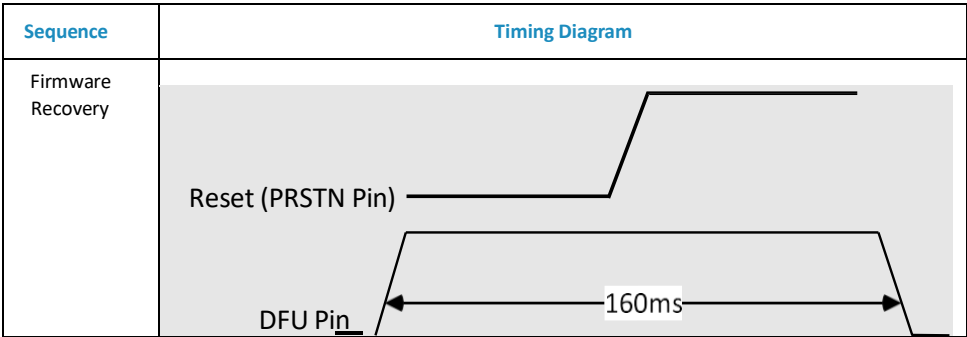 Sequence
Timing Diagram
Firmware
Recovery
Reset (PRSTN Pin)
160ms
DFU Pin